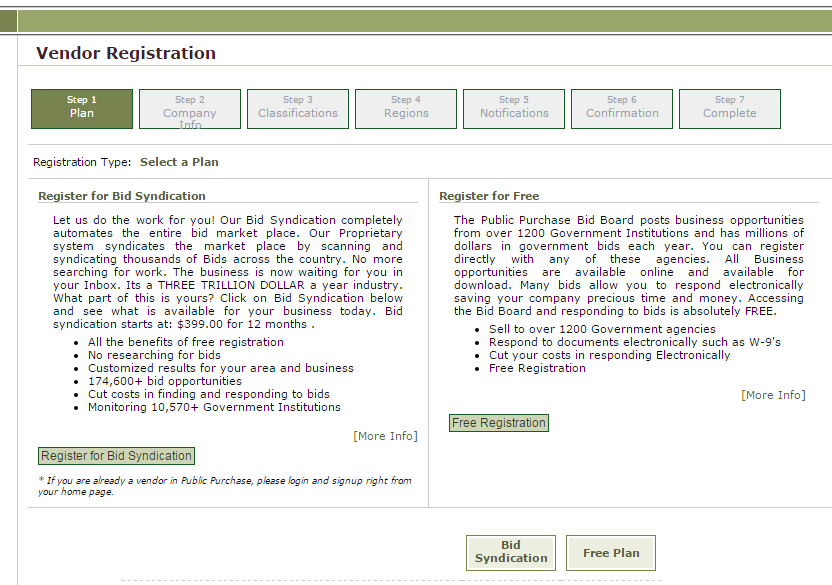 Vendor Registration
Step 1
Plan
Step 2
Company
Info
Step 3
Classifications
Step 4
Regions
Step 5
Notifications
Step 6
Confirmation
Step 7
Complete
Registration Type: Select a Plan
Register for Bid Syndication
Let us do the work for you! Our Bid Syndication completely
automates the entire bid market place. Our Proprietary
system syndicates the market place by scanning and
syndicating thousands of Bids across the country. No more
searching for work. The business is now waiting for you in
your Inbox. Its a THREE TRILLION DOLLAR a year industry.
What part of this is yours? Click on Bid Syndication below
and see what is available for your business today. Bid
syndication starts at: $399.00 for 12 months .
• All the benefits of free registration
• No researching for bids
• Customized results for your area and business
• 174,600+ bid opportunities
• Cut costs in finding and responding to bids
• Monitoring 10,570+ Government Institutions
[More Info]
Register for Bid Syndication
* If you are already a vendor in Public Purchase, please login and signup right from
your home page.
Register for Free
The Public Purchase Bid Board posts business opportunities
from over 1200 Government Institutions and has millions of
dollars in government bids each year. You can register
directly with any of these agencies. All Business
opportunities are available online and available for
download. Many bids allow you to respond electronically
saving your company precious time and money. Accessing
the Bid Board and responding to bids is absolutely FREE.
• Sell to over 1200 Government agencies
• Respond to documents electronically such as W-9's
• Cut your costs in responding Electronically
• Free Registration
[More Info]
Free Registration
Bid
Syndication
Free Plan